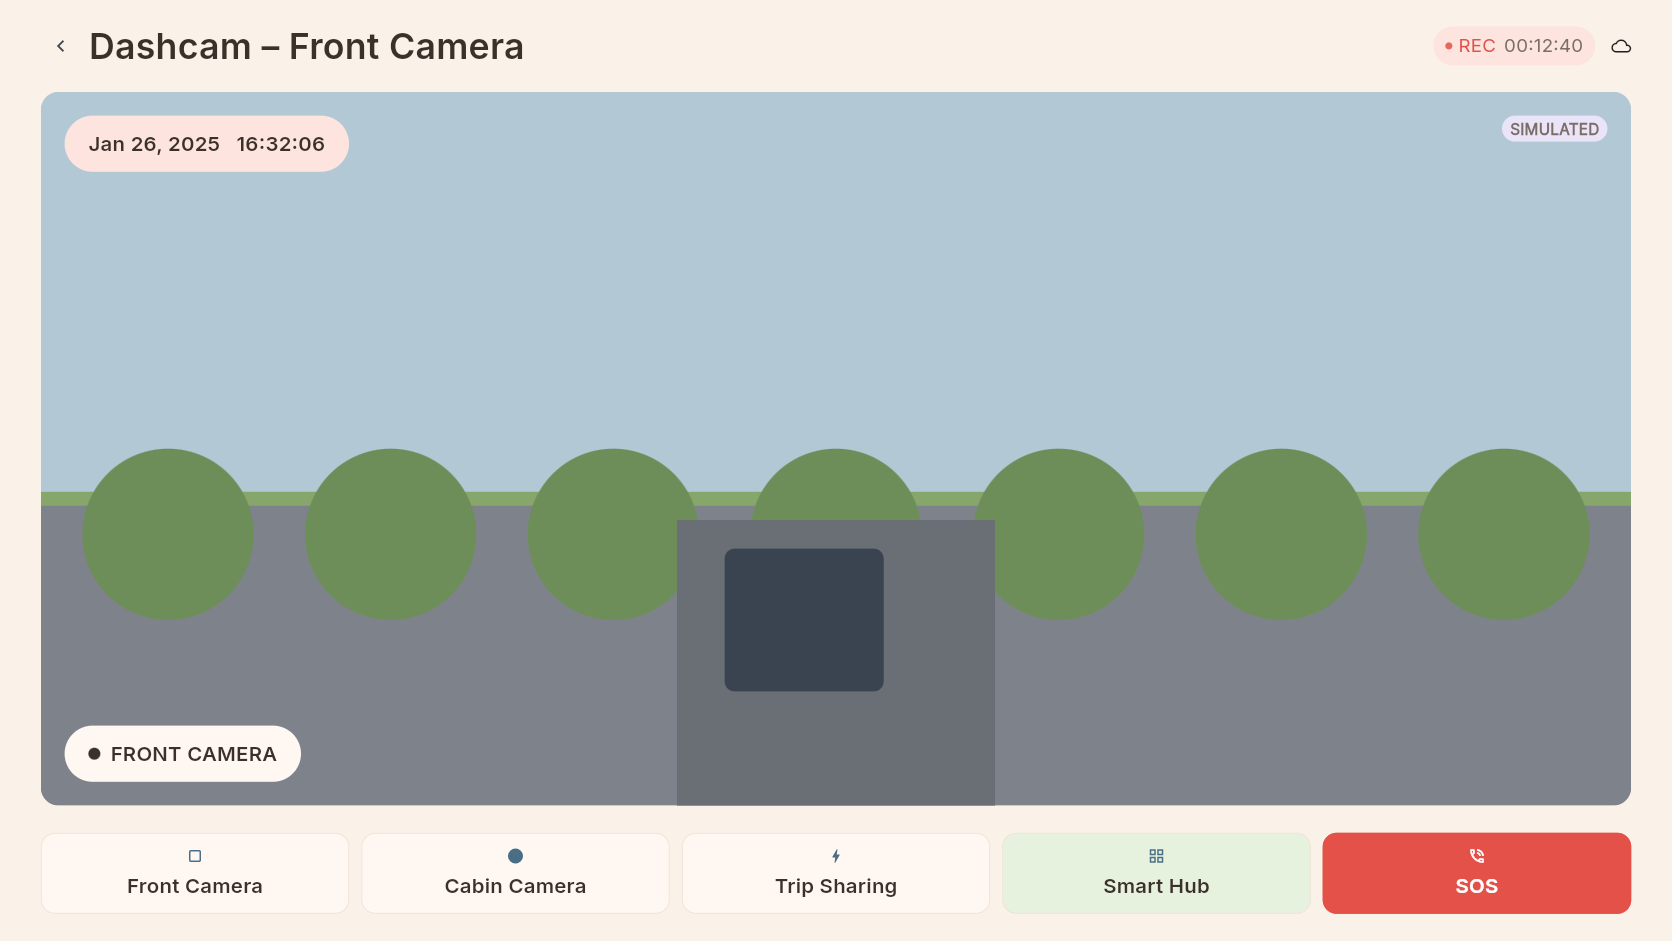 Dashcam – Front Camera
REC 00:12:40
Jan 26, 2025 16:32:06
SIMULATED
FRONT CAMERA
Front Camera
Cabin Camera
Trip Sharing
Smart Hub
SOS